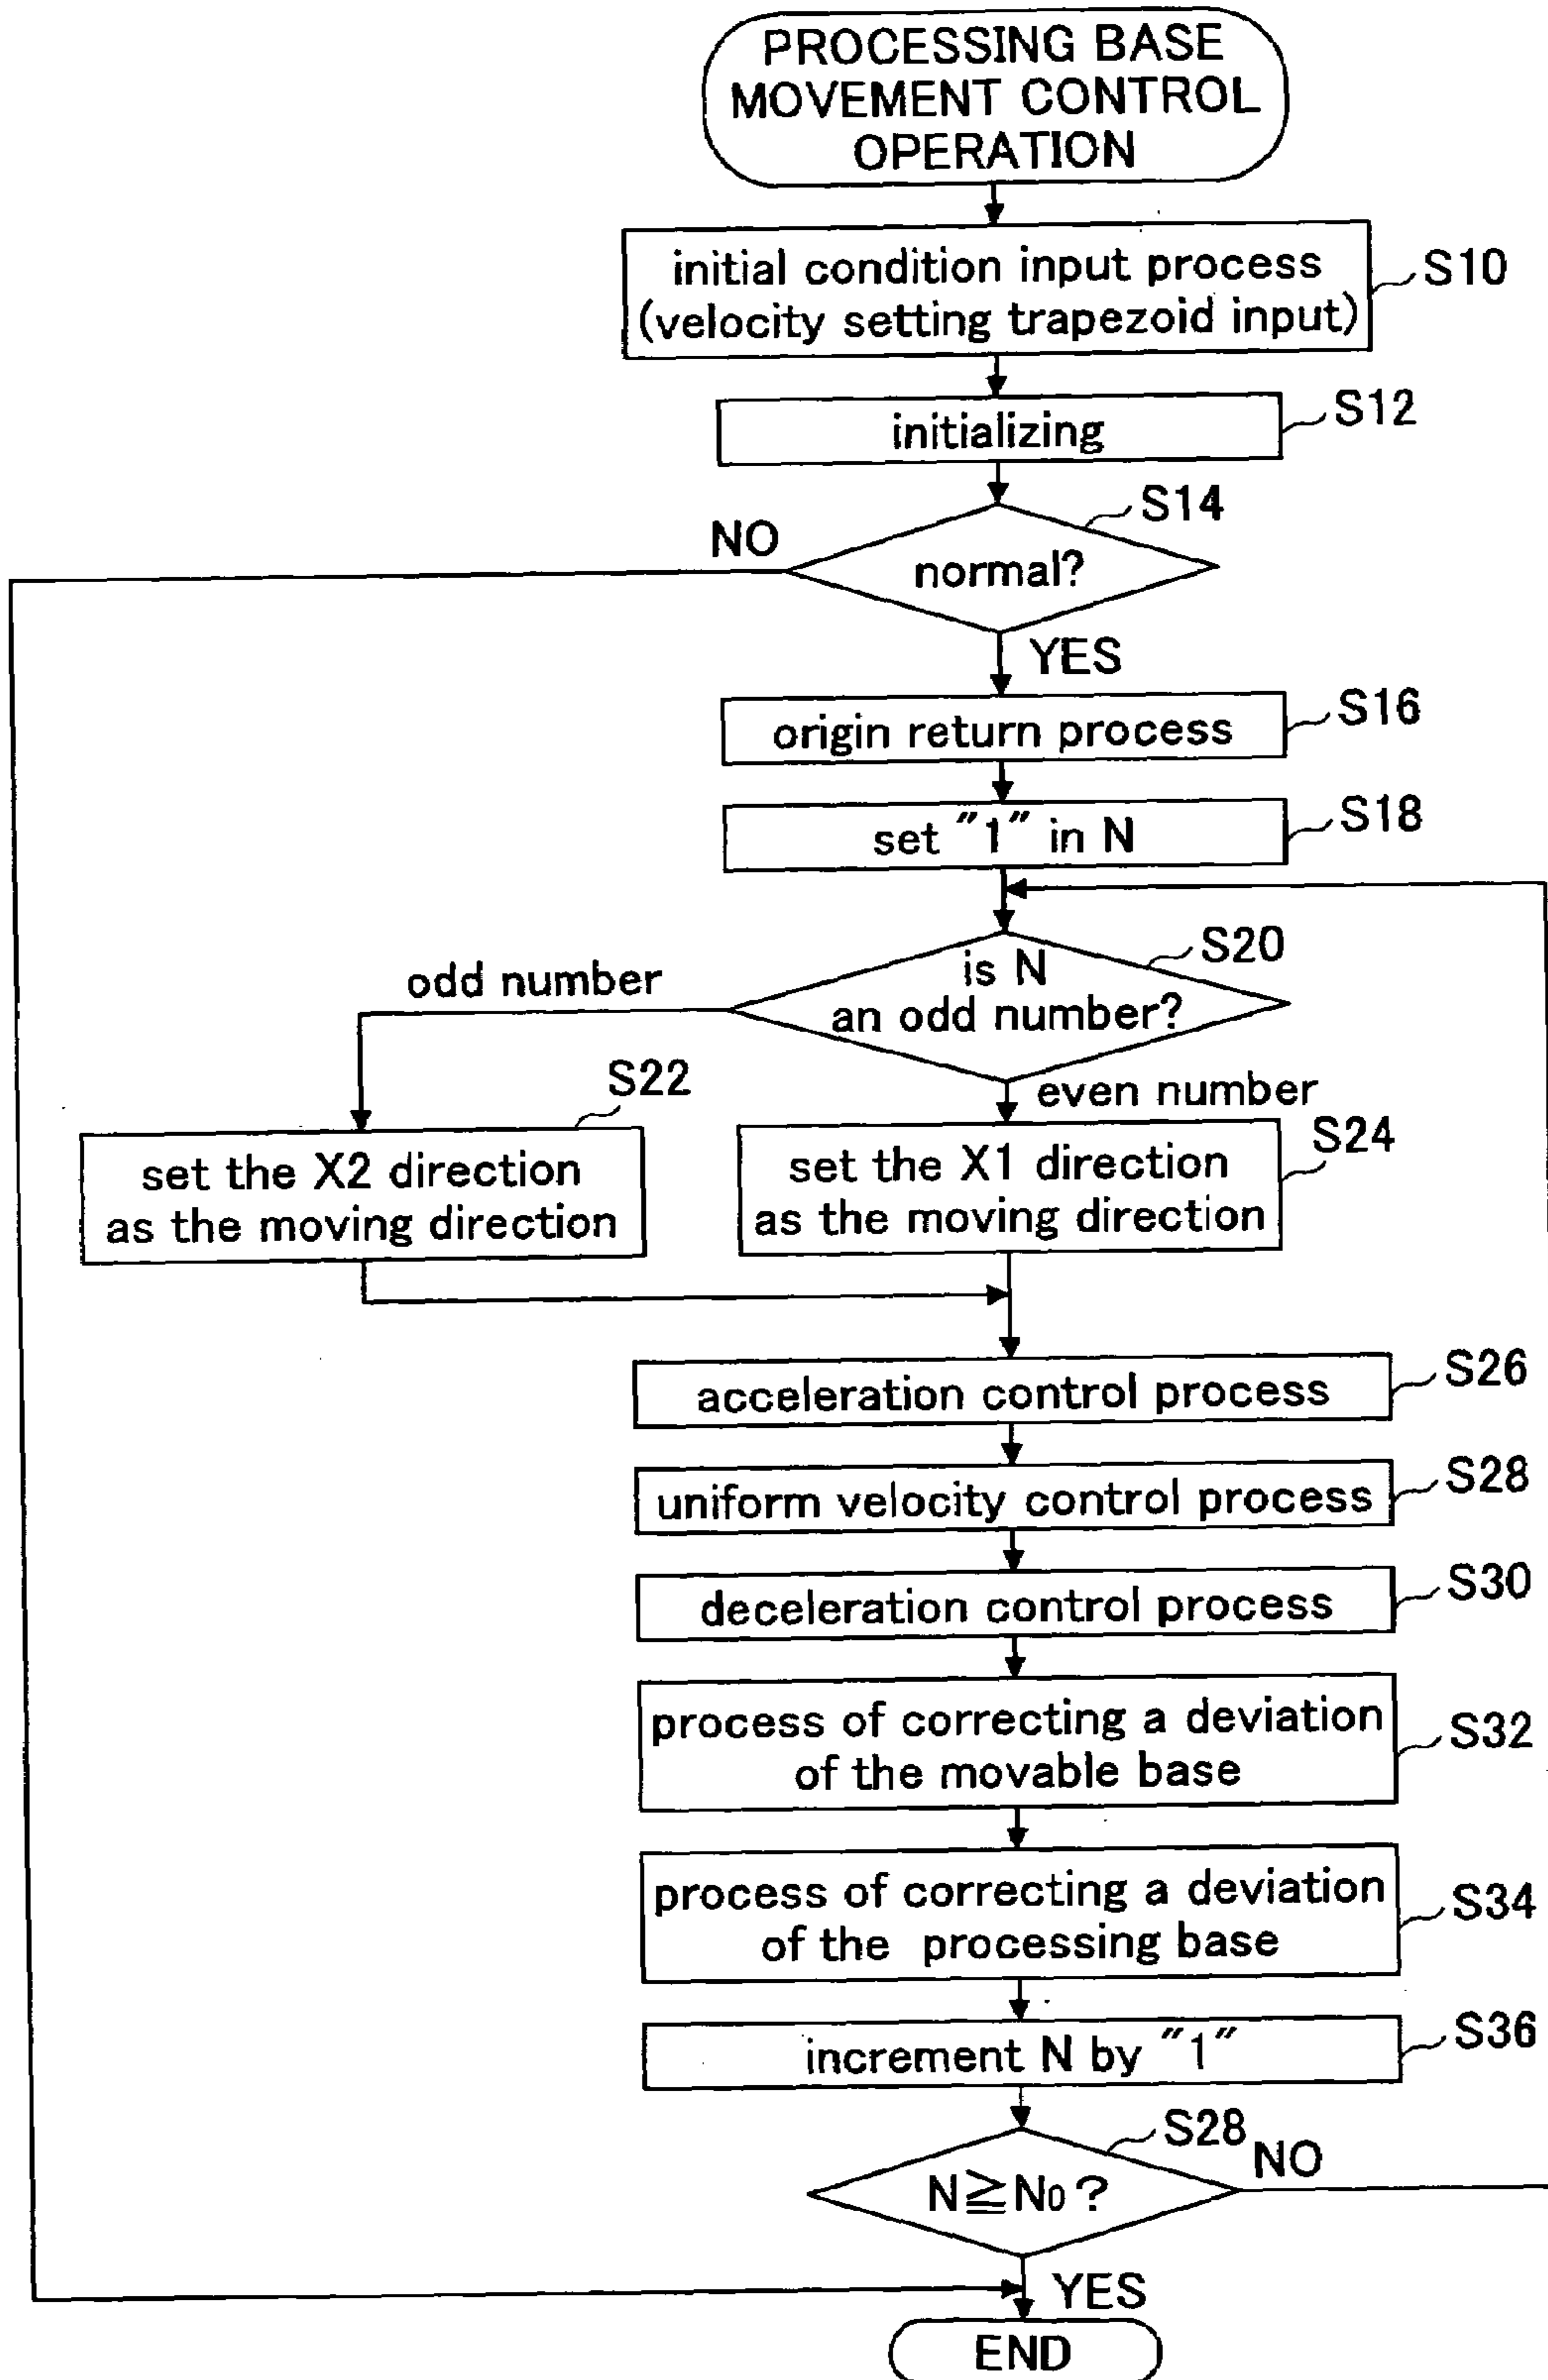 PROCESSING BASE
MOVEMENT CONTROL
OPERATION
initial condition input process
(velocity setting trapezoid input)
S10
initializing
S12
S14
NO
normal?
YES
origin return process
S16
set "1" in N
S18
S20
is N
an odd number?
odd number
even number
S22
set the X2 direction
as the moving direction
S24
set the X1 direction
as the moving direction
acceleration control process
S26
uniform velocity control process
S28
deceleration control process
S30
process of correcting a deviation
of the movable base
S32
process of correcting a deviation
of the processing base
S34
increment N by "1"
S36
S28
N≧N₀?
NO
YES
END